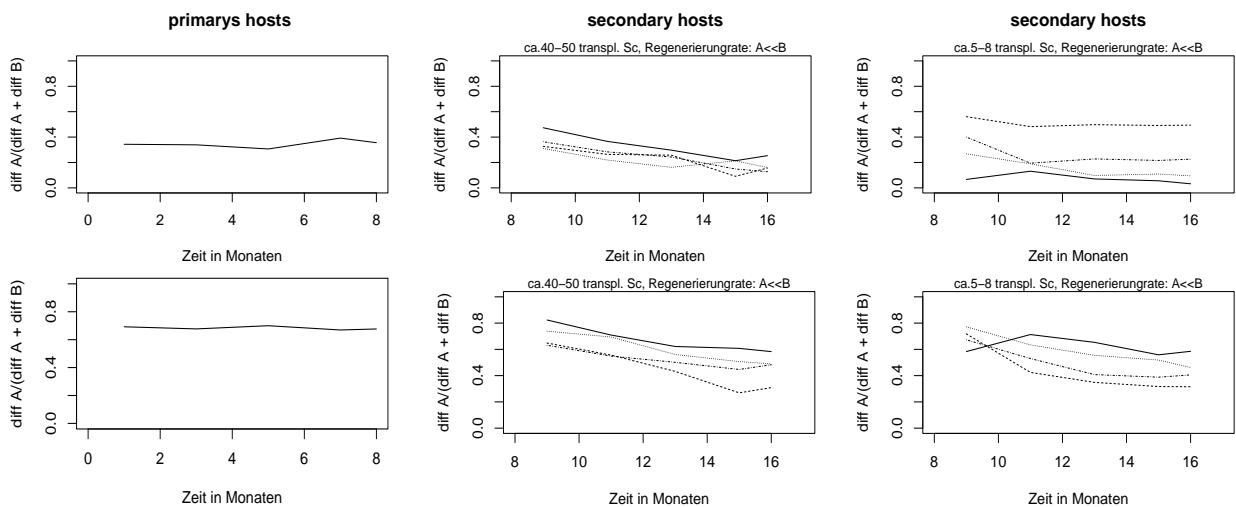 primarys hosts
diff A/(diff A + diff B)
0.0 0.4 0.8
0 2 4 6 8
Zeit in Monaten
secondary hosts
ca.40−50 transpl. Sc, Regenerierungrate: A<<B
diff A/(diff A + diff B)
0.0 0.4 0.8
8 10 12 14 16
Zeit in Monaten
secondary hosts
ca.5−8 transpl. Sc, Regenerierungrate: A<<B
diff A/(diff A + diff B)
0.0 0.4 0.8
8 10 12 14 16
Zeit in Monaten
diff A/(diff A + diff B)
0.0 0.4 0.8
0 2 4 6 8
Zeit in Monaten
ca.40−50 transpl. Sc, Regenerierungrate: A<<B
diff A/(diff A + diff B)
0.0 0.4 0.8
8 10 12 14 16
Zeit in Monaten
ca.5−8 transpl. Sc, Regenerierungrate: A<<B
diff A/(diff A + diff B)
0.0 0.4 0.8
8 10 12 14 16
Zeit in Monaten